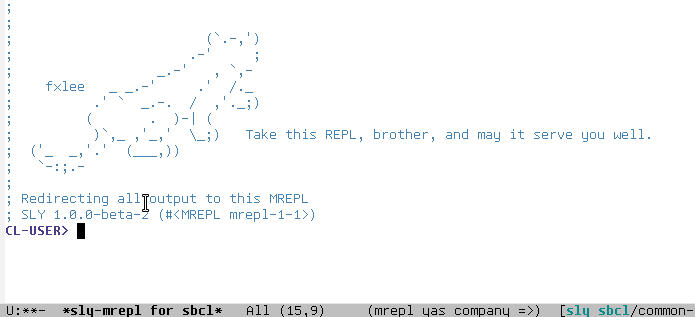 ;
;
;                        (`.-,')
;                      .-'     ;
;                  _.-'   , `,-
;    fxlee   _ _.-'     .'  /._
;          .' `  _.-.  /  ,'._;)
;         (       .  )-| (
;          )`,_ ,'_,'  \_;)   Take this REPL, brother, and may it serve you well.
;  ('_  _,'.'  (___,))
;   `-:;.-'
;
; Redirecting all output to this MREPL
; SLY 1.0.0-beta-2 (#<MREPL mrepl-1-1>)
CL-USER>
U:**-  *sly-mrepl for sbcl*   All (15,9)     (mrepl yas company =>)  [sly sbcl/common-